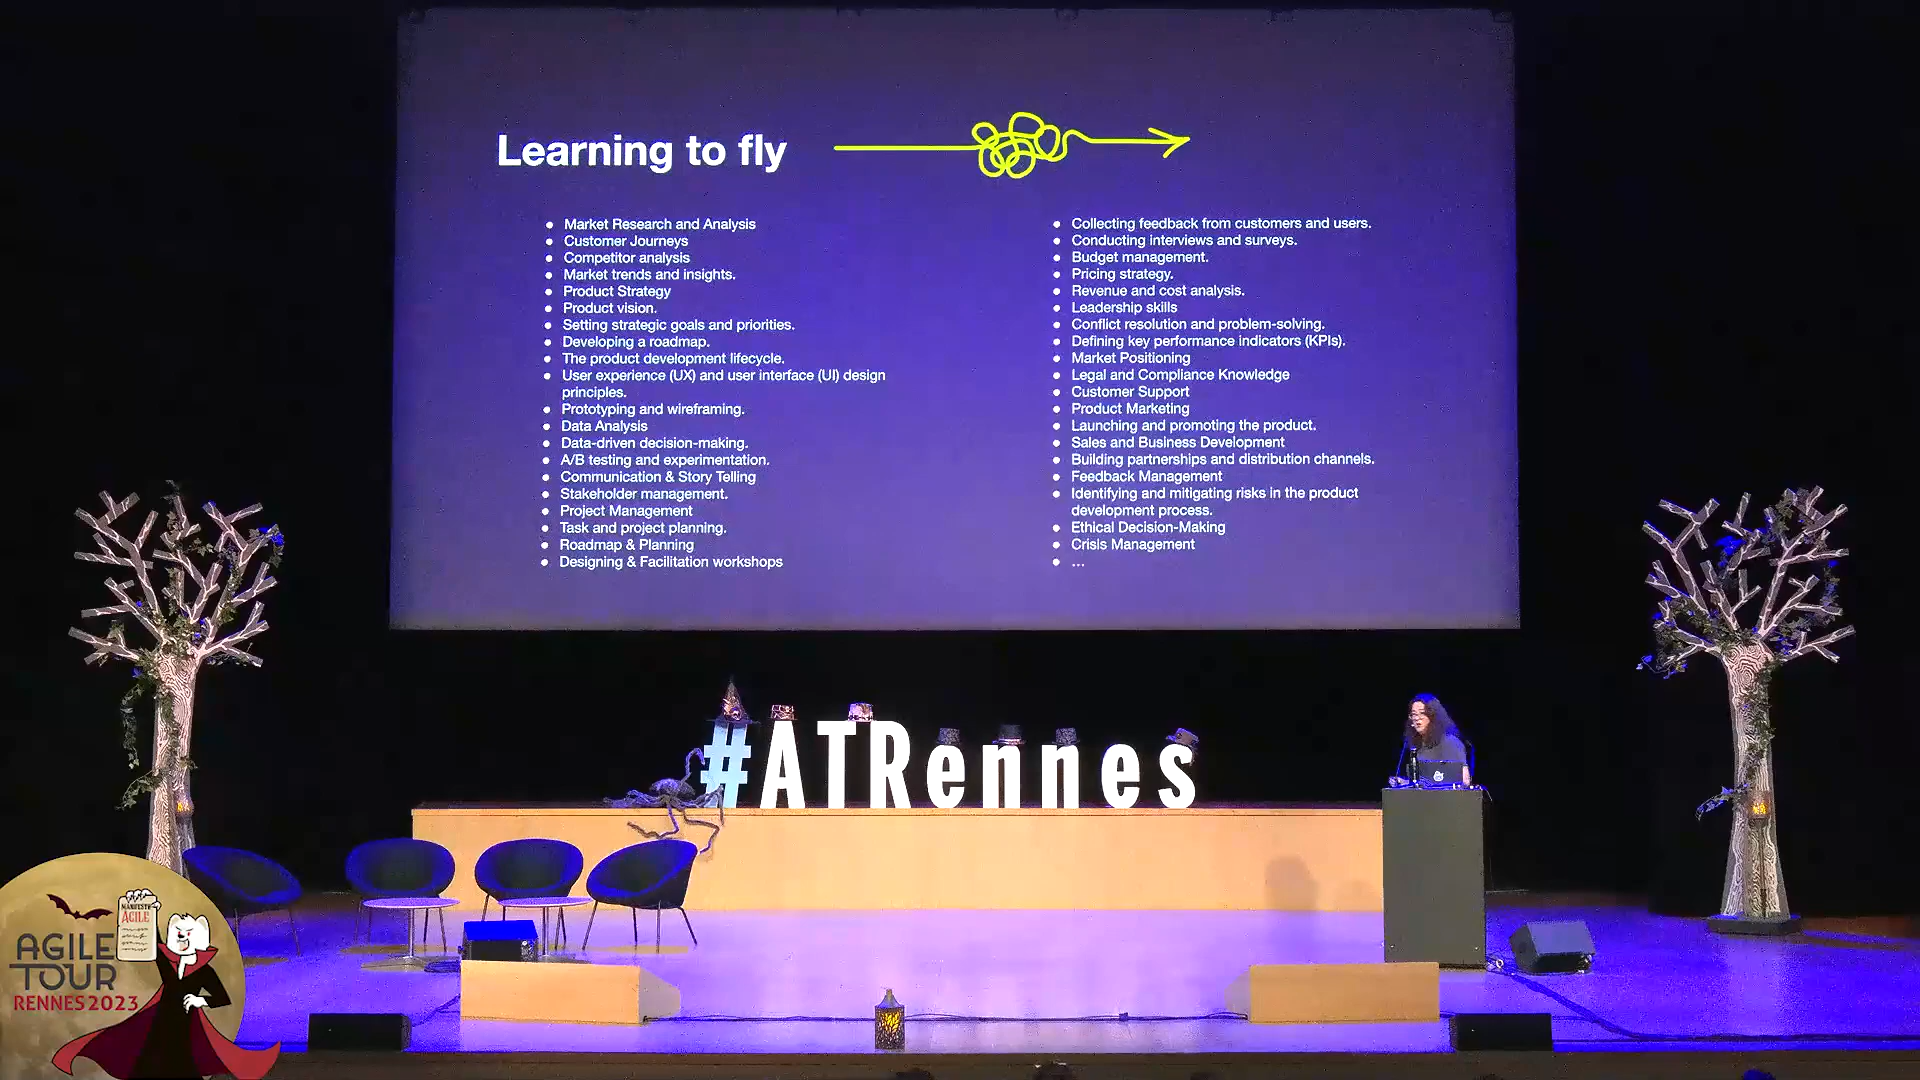 Learning to fly
Market Research and Analysis
Customer Journeys
Competitor analysis
Market trends and insights.
Product Strategy
Product vision.
Setting strategic goals and priorities.
Developing a roadmap.
The product development lifecycle.
User experience (UX) and user interface (UI) design
principles.
Prototyping and wireframing.
Data Analysis
Data-driven decision-making.
A/B testing and experimentation.
Communication & Story Telling
Stakeholder management.
Project Management
Task and project planning.
Roadmap & Planning
Designing & Facilitation workshops
Collecting feedback from customers and users.
Conducting interviews and surveys.
Budget management.
Pricing strategy.
Revenue and cost analysis.
Leadership skills
Conflict resolution and problem-solving.
Defining key performance indicators (KPIs).
Market Positioning
Legal and Compliance Knowledge
Customer Support
Product Marketing
Launching and promoting the product.
Sales and Business Development
Building partnerships and distribution channels.
Feedback Management
Identifying and mitigating risks in the product
development process.
Ethical Decision-Making
Crisis Management
...
#ATRennes
MANIFESTE
AGILE
AGILE
TOUR
RENNES 2023